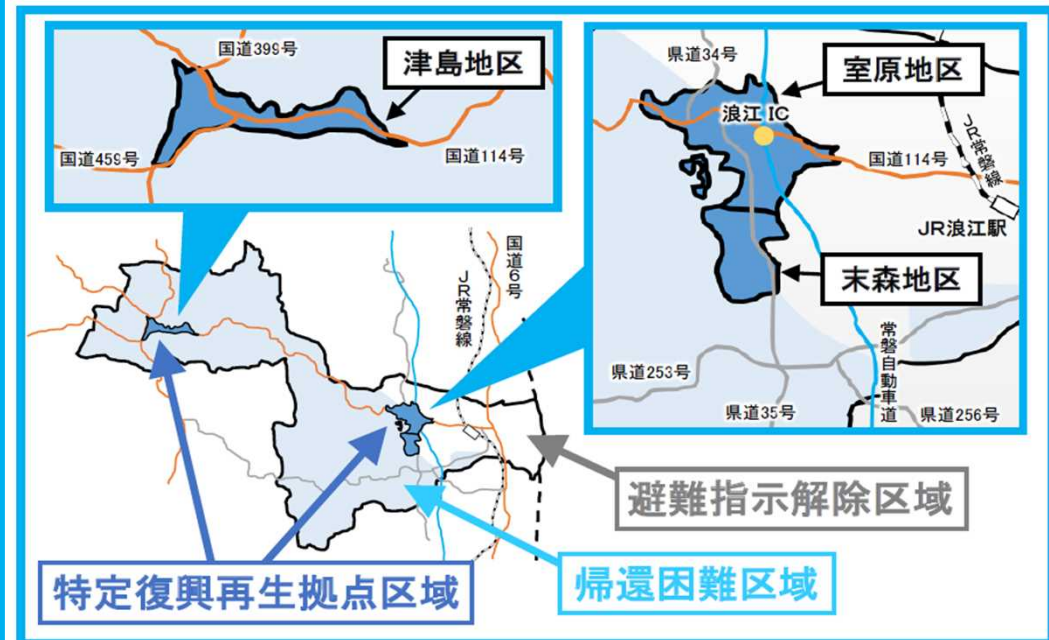 国道399号
津島地区
国道459号
国道114号
県道34号
室原地区
浪江 IC
国道114号
JR常磐線
JR浪江駅
末森地区
県道253号
県道35号
常磐自動車道
県道256号
国道6号
JR常磐線
避難指示解除区域
帰還困難区域
特定復興再生拠点区域